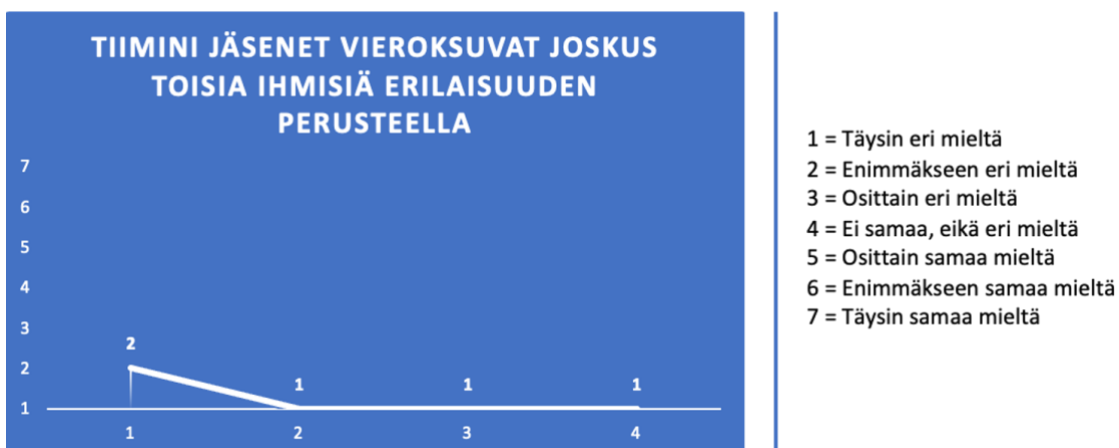 TIIMINI JÄSENET VIEROKSUVAT JOSKUS
TOISIA IHMISIÄ ERILAISUUDEN
PERUSTEELLA
7
6
5
4
3
2
1
2
1
1
1
1
2
3
4
1 = Täysin eri mieltä
2 = Enimmäkseen eri mieltä
3 = Osittain eri mieltä
4 = Ei samaa, eikä eri mieltä
5 = Osittain samaa mieltä
6 = Enimmäkseen samaa mieltä
7 = Täysin samaa mieltä